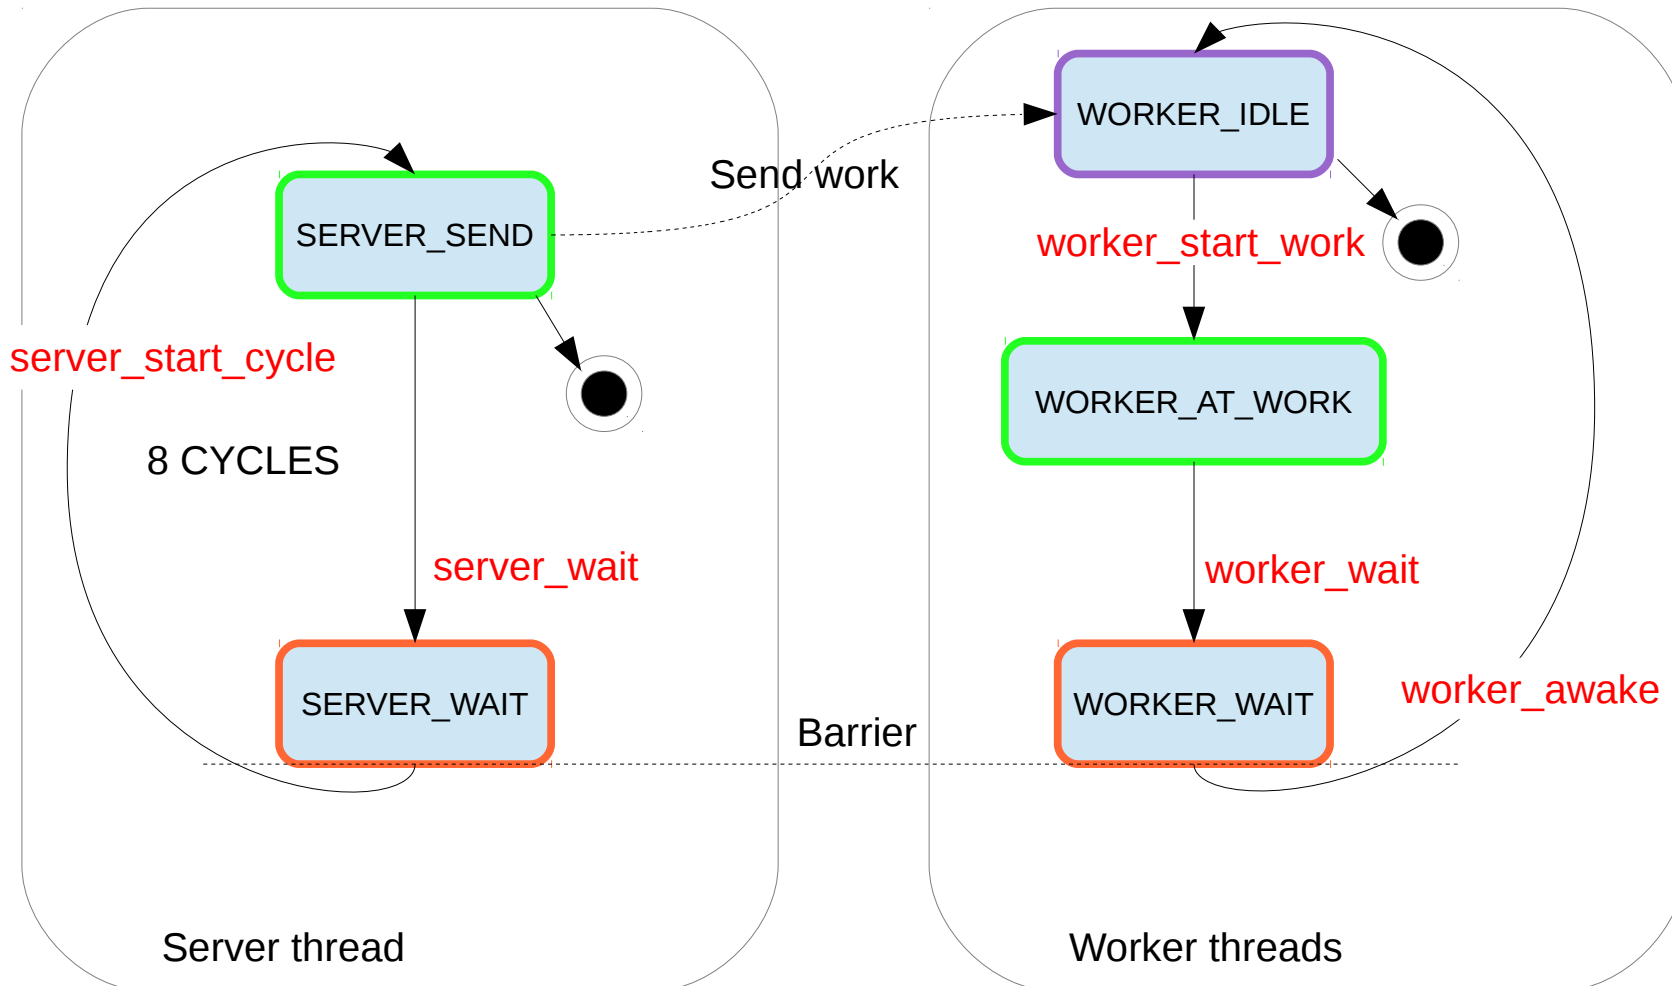 WORKER_IDLE
Send work
SERVER_SEND
worker_start_work
server_start_cycle
WORKER_AT_WORK
8 CYCLES
server_wait
worker_wait
SERVER_WAIT
WORKER_WAIT
worker_awake
Barrier
Server thread
Worker threads